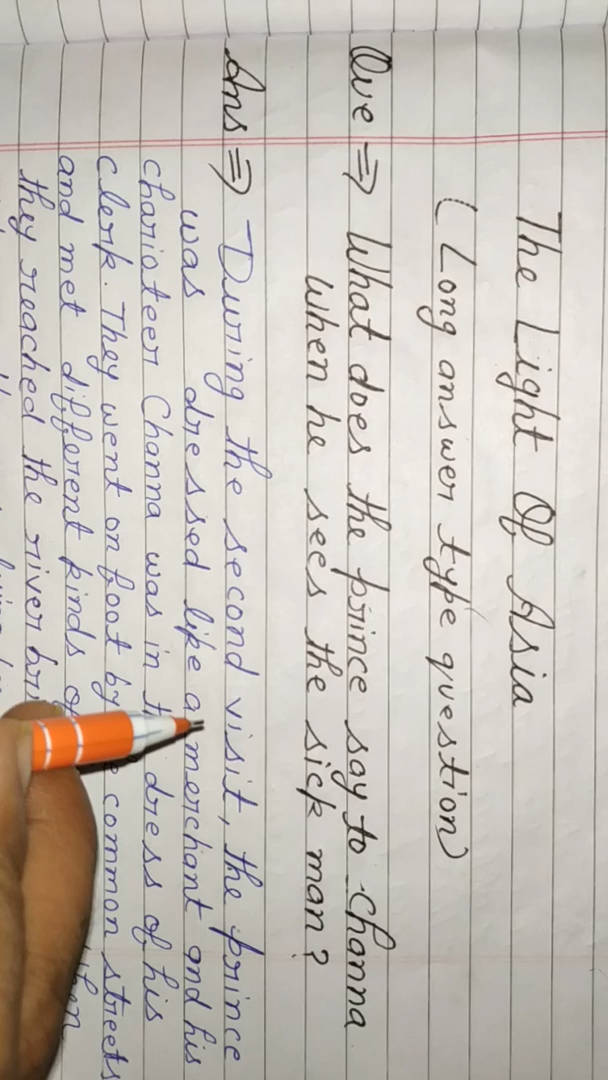 The Light Of Asia
(Long answer type question)
Que ⇒ What does the prince say to Channa
when he sees the sick man?
Ans ⇒ During the second visit, the prince
was dressed like a merchant and his
charioteer Channa was in dress of his
clerk. They went on foot by common streets
and met different kinds
they reached the river